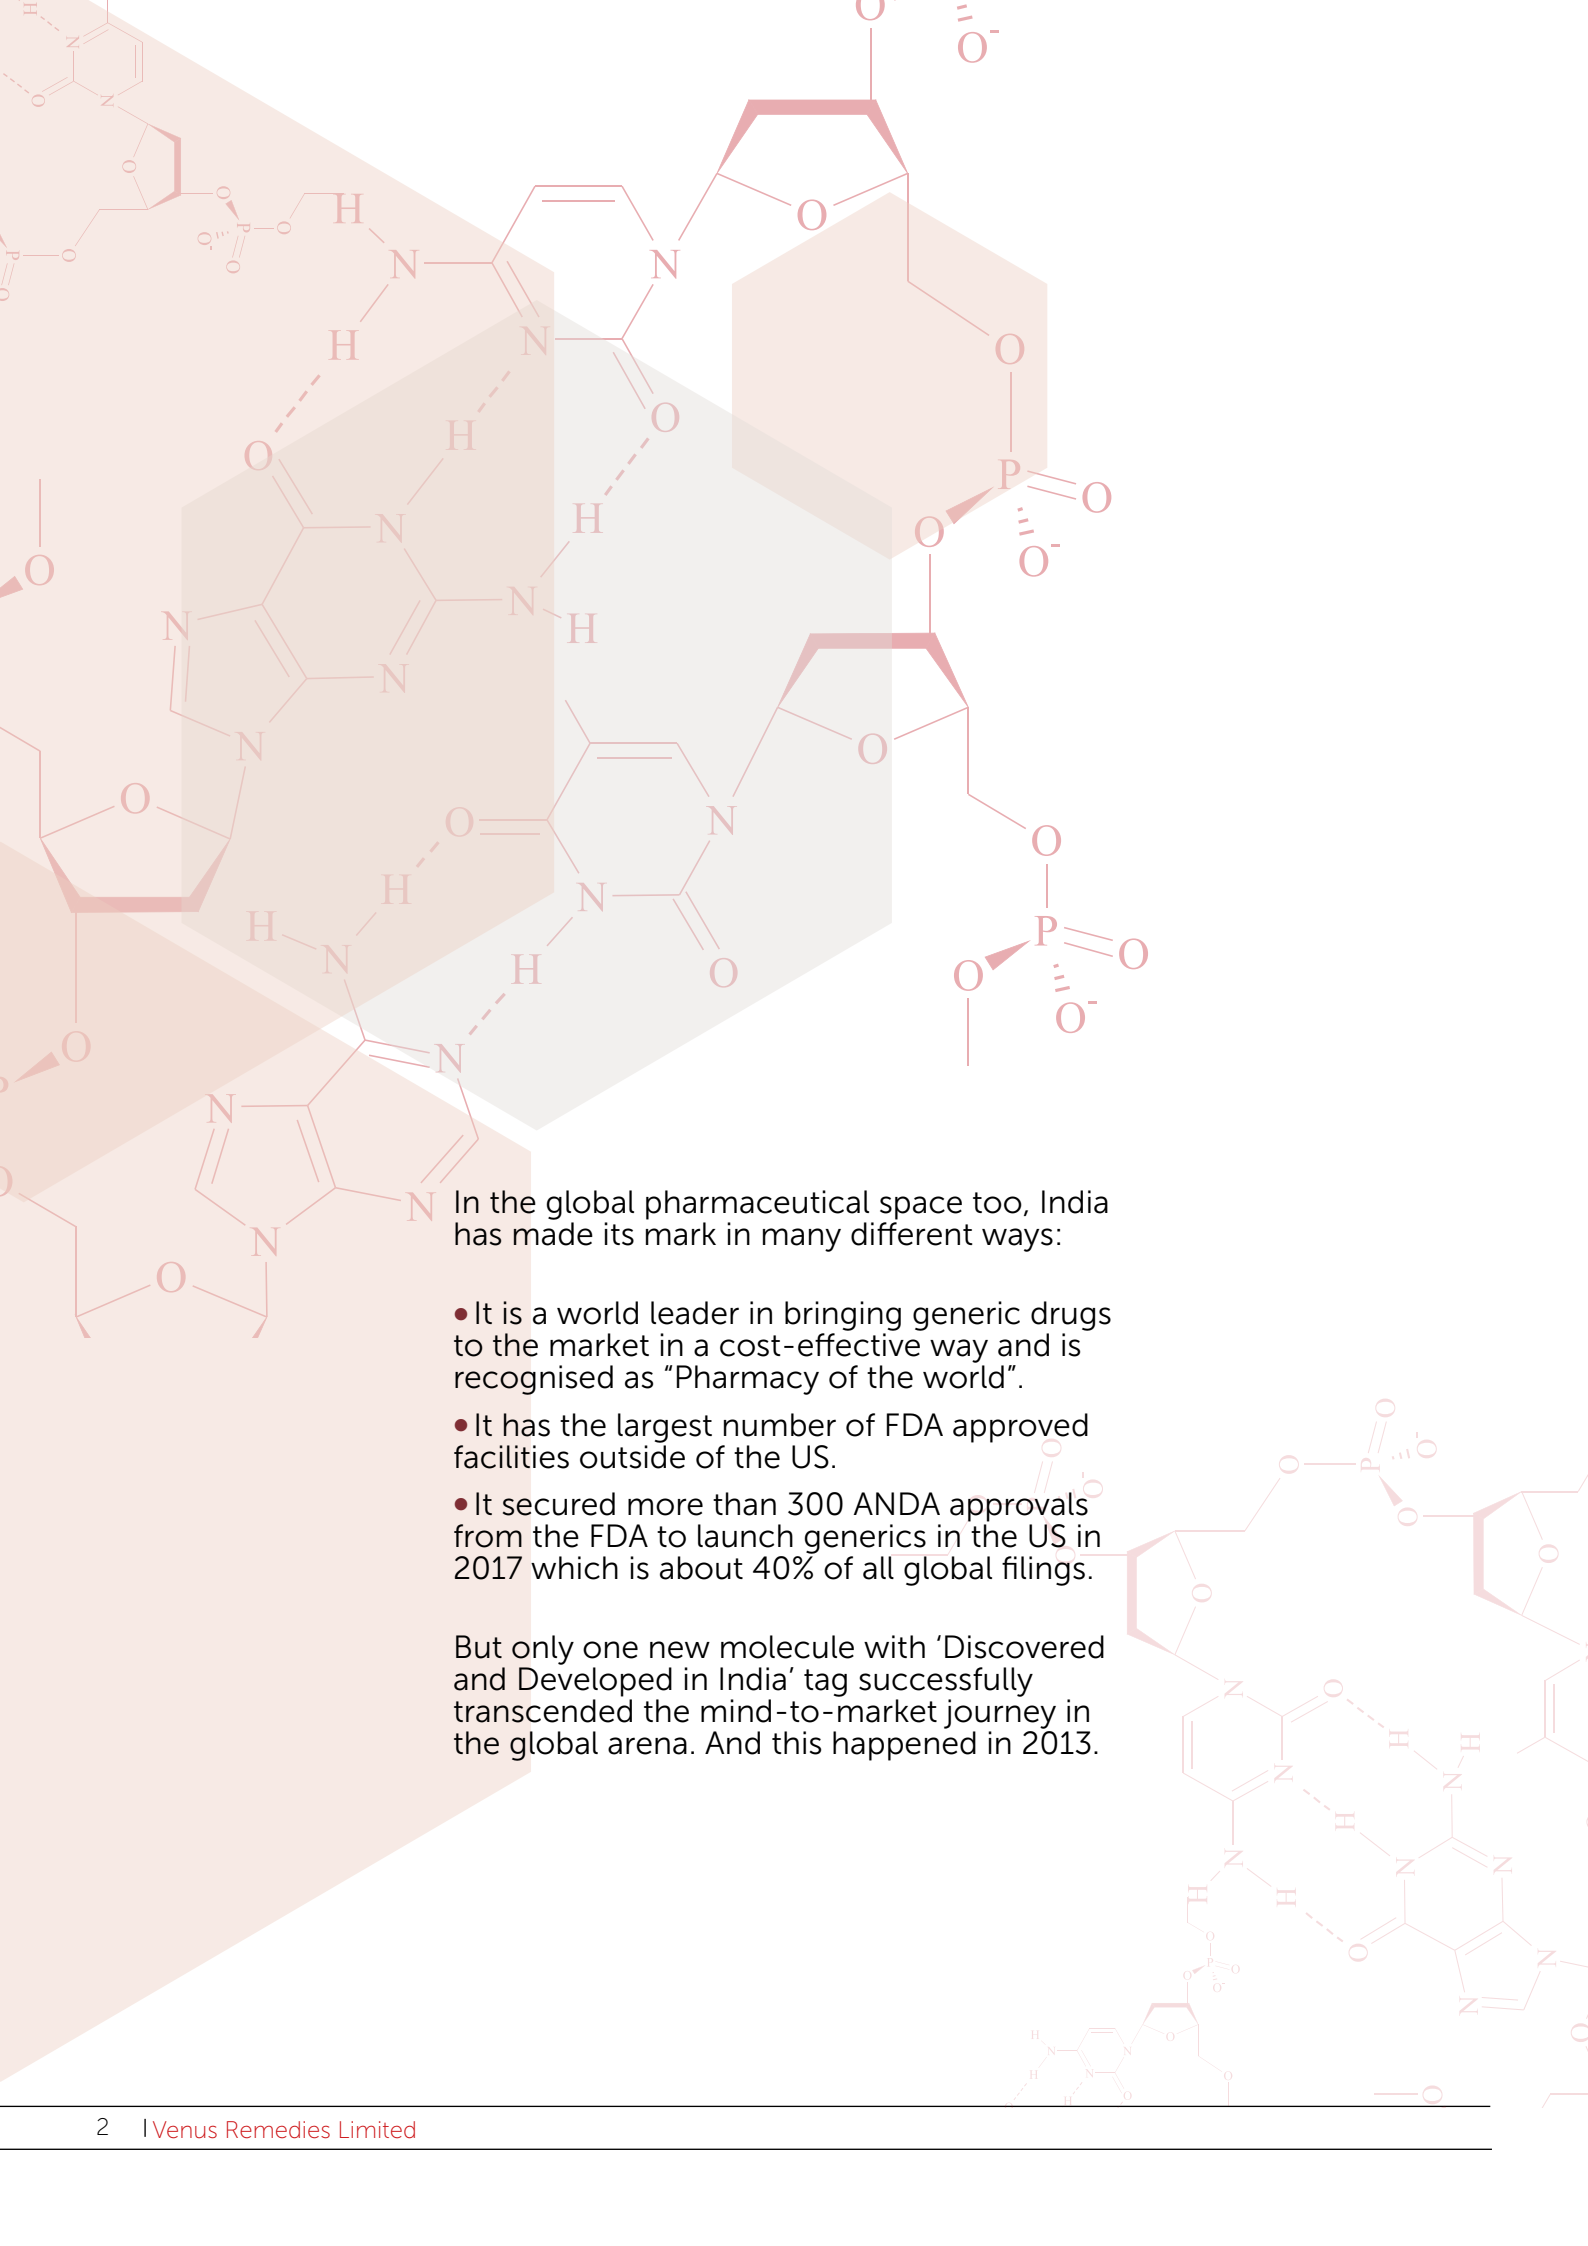 In the global pharmaceutical space too, India
has made its mark in many different ways:
•It is a world leader in bringing generic drugs
to the market in a cost-effective way and is
recognised as “Pharmacy of the world”.
•It has the largest number of FDA approved
facilities outside of the US.
•It secured more than 300 ANDA approvals
from the FDA to launch generics in the US in
2017 which is about 40% of all global filings.
But only one new molecule with ‘Discovered
and Developed in India’ tag successfully
transcended the mind-to-market journey in
the global arena. And this happened in 2013.
2 | Venus Remedies Limited